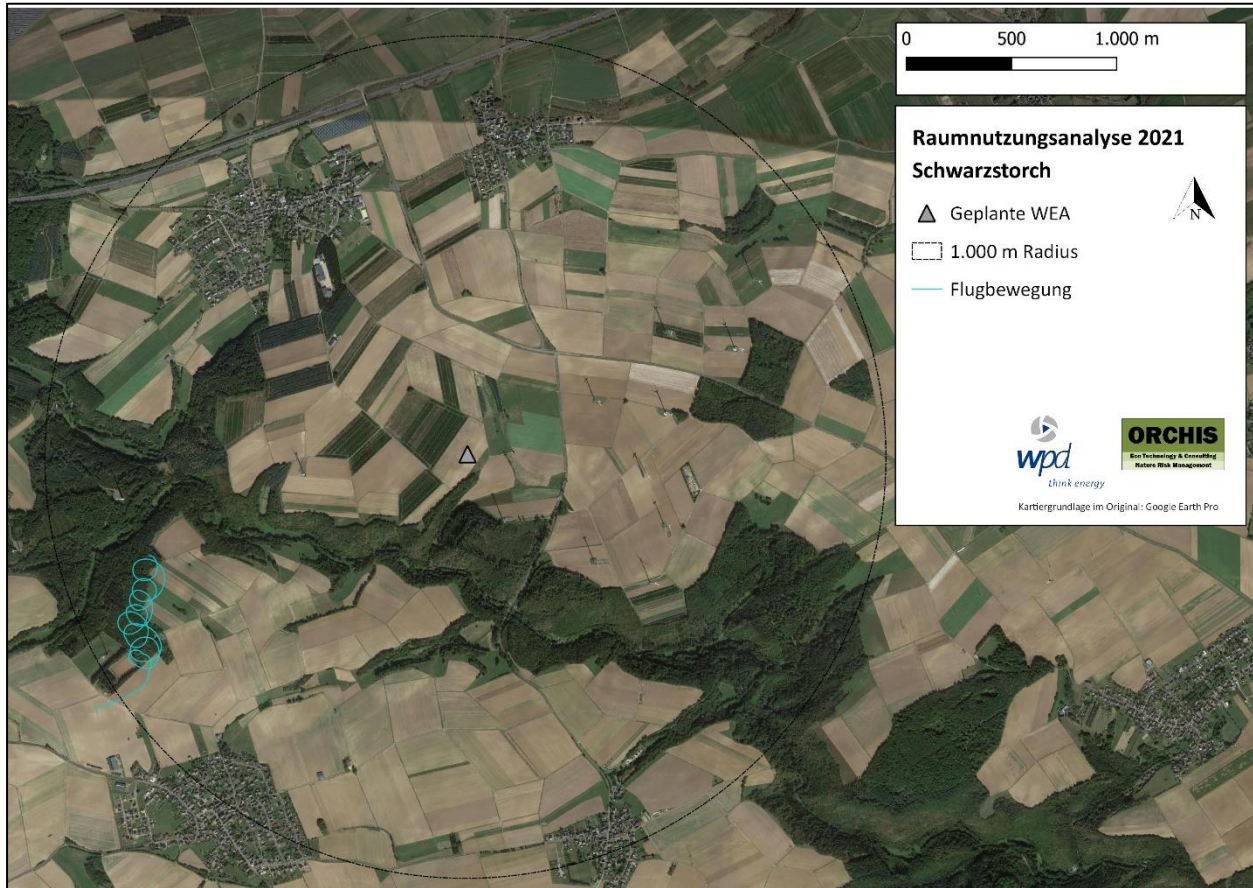 0 500 1.000 m
Raumnutzungsanalyse 2021
Schwarzstorch
N
Geplante WEA
1.000 m Radius
Flugbewegung
wpd
think energy
ORCHIS
Eco Technology & Consulting
Nature Risk Management
Kartiergrundlage im Original: Google Earth Pro